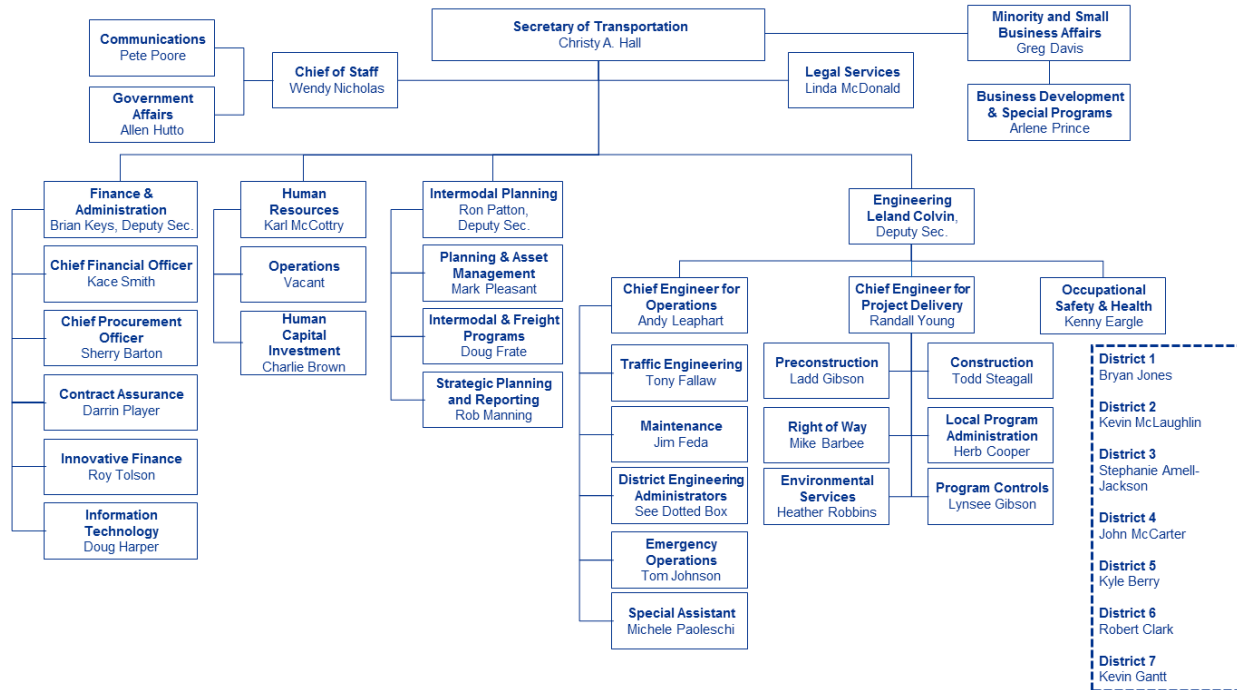 Secretary of Transportation
Christy A. Hall
Minority and Small
Business Affairs
Greg Davis
Communications
Pete Poore
Chief of Staff
Wendy Nicholas
Legal Services
Linda McDonald
Government
Affairs
Allen Hutto
Business Development
& Special Programs
Arlene Prince
Finance &
Administration
Brian Keys, Deputy Sec.
Chief Financial Officer
Kace Smith
Chief Procurement
Officer
Sherry Barton
Contract Assurance
Darrin Player
Innovative Finance
Roy Tolson
Information
Technology
Doug Harper
Human
Resources
Karl McCottry
Operations
Vacant
Human
Capital
Investment
Charlie Brown
Intermodal Planning
Ron Patton,
Deputy Sec.
Planning & Asset
Management
Mark Pleasant
Intermodal & Freight
Programs
Doug Frate
Strategic Planning
and Reporting
Rob Manning
Engineering
Leland Colvin,
Deputy Sec.
Chief Engineer for
Operations
Andy Leaphart
Traffic Engineering
Tony Fallaw
Maintenance
Jim Feda
District Engineering
Administrators
See Dotted Box
Emergency
Operations
Tom Johnson
Special Assistant
Michele Paoleschi
Chief Engineer for
Project Delivery
Randall Young
Preconstruction
Ladd Gibson
Construction
Todd Steagall
Right of Way
Mike Barbee
Local Program
Administration
Herb Cooper
Environmental
Services
Heather Robbins
Program Controls
Lynsee Gibson
Occupational
Safety & Health
Kenny Eargle
District 1
Bryan Jones
District 2
Kevin McLaughlin
District 3
Stephanie Amell-
Jackson
District 4
John McCarter
District 5
Kyle Berry
District 6
Robert Clark
District 7
Kevin Gantt